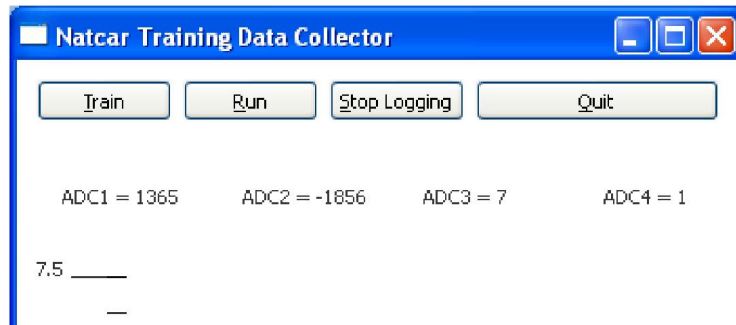 Natcar Training Data Collector
Train Run Stop Logging Quit
ADC1 = 1365 ADC2 = -1856 ADC3 = 7 ADC4 = 1
7.5